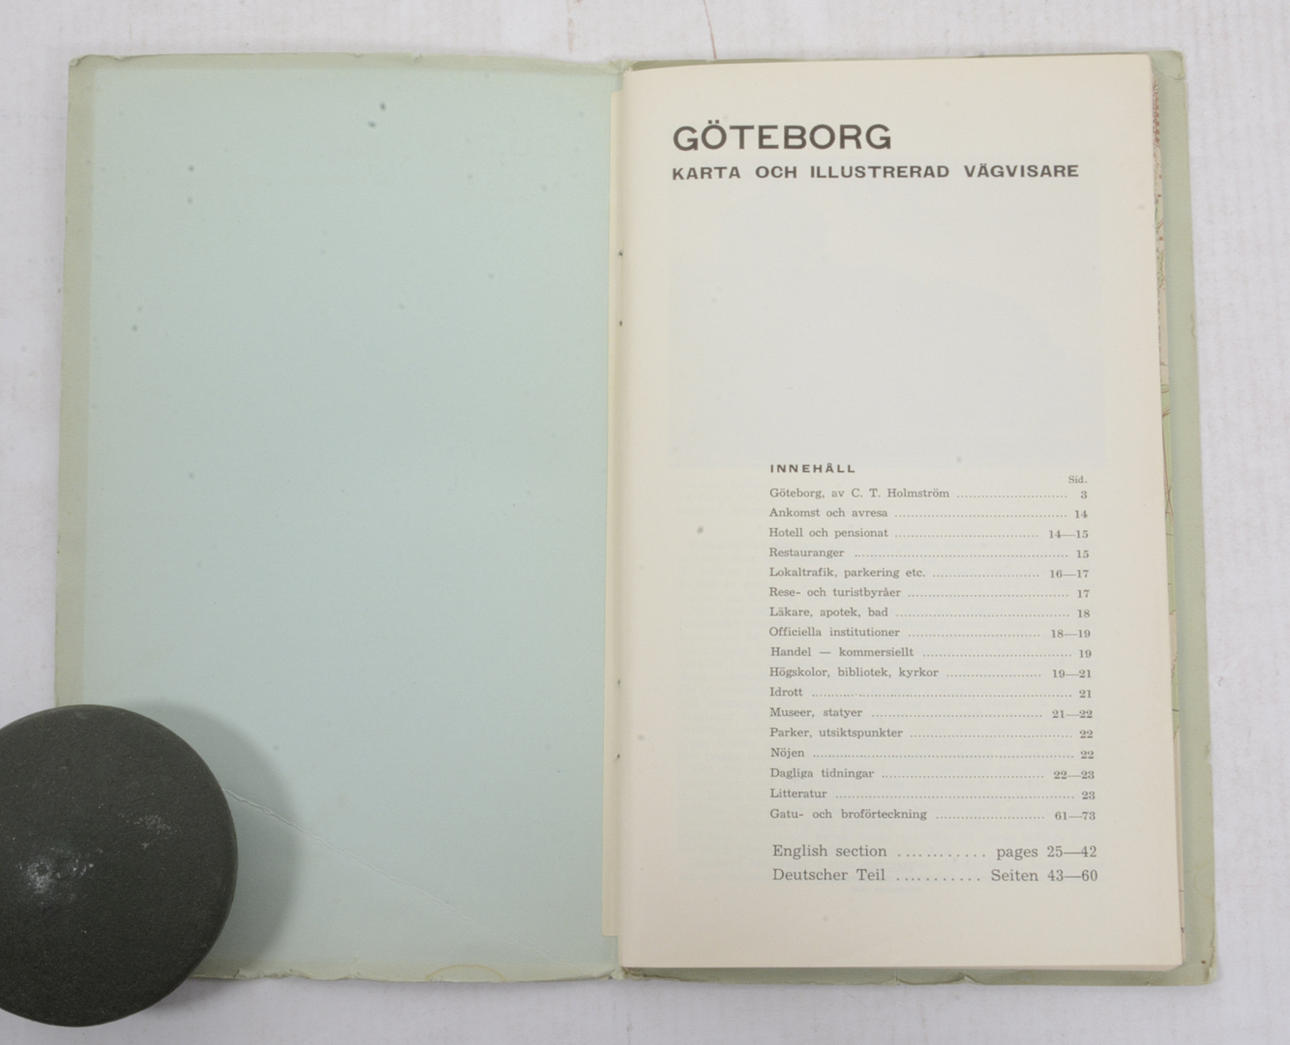 GÖTEBORG
KARTA OCH ILLUSTRERAD VÄGVISARE
INNEHÅLL
Sid.
Göteborg, av C. T. Holmström ........................... 3
Ankomst och avresa ........................... 14
Hotell och pensionat ........................... 14—15
Restauranger ........................... 15
Lokaltrafik, parkering etc. ........................... 16—17
Rese- och turistbyråer ........................... 17
Läkare, apotek, bad ........................... 18
Officiella institutioner ........................... 18—19
Handel — kommersiellt ........................... 19
Högskolor, bibliotek, kyrkor ........................... 19—21
Idrott ........................... 21
Museer, statyer ........................... 21—22
Parker, utsiktspunkter ........................... 22
Nöjen ........................... 22
Dagliga tidningar ........................... 22—23
Litteratur ........................... 23
Gatu- och broförteckning ........................... 61—73
English section ........... pages 25—42
Deutscher Teil .......... Seiten 43—60